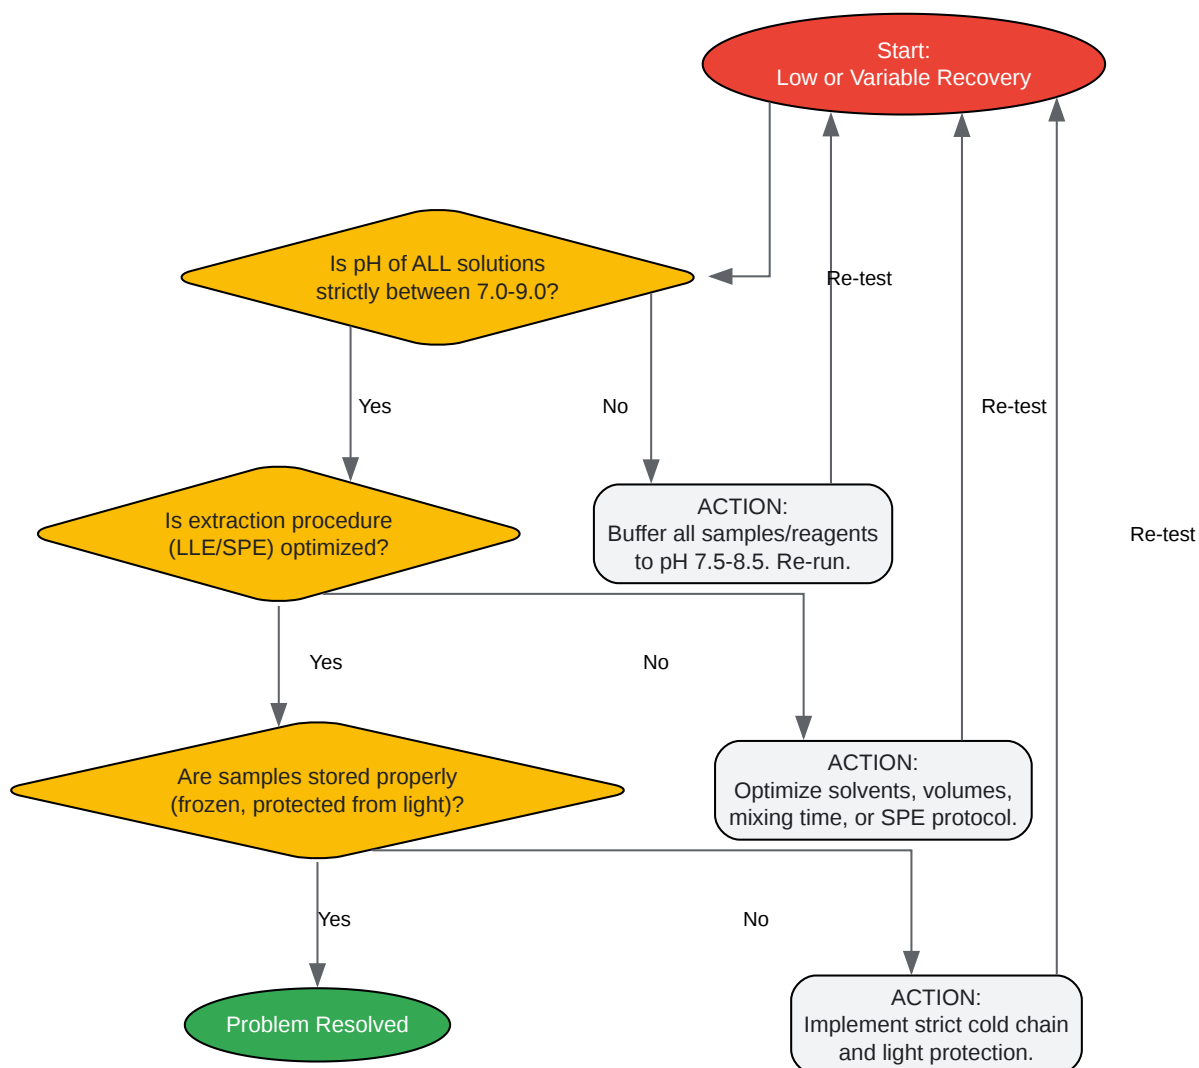 Start:
Low or Variable Recovery
Is pH of ALL solutions
strictly between 7.0-9.0?
Re-test
Yes
No
Re-test
Is extraction procedure
(LLE/SPE) optimized?
ACTION:
Buffer all samples/reagents
to pH 7.5-8.5. Re-run.
Re-test
Yes
No
Are samples stored properly
(frozen, protected from light)?
ACTION:
Optimize solvents, volumes,
mixing time, or SPE protocol.
Yes
No
Problem Resolved
ACTION:
Implement strict cold chain
and light protection.